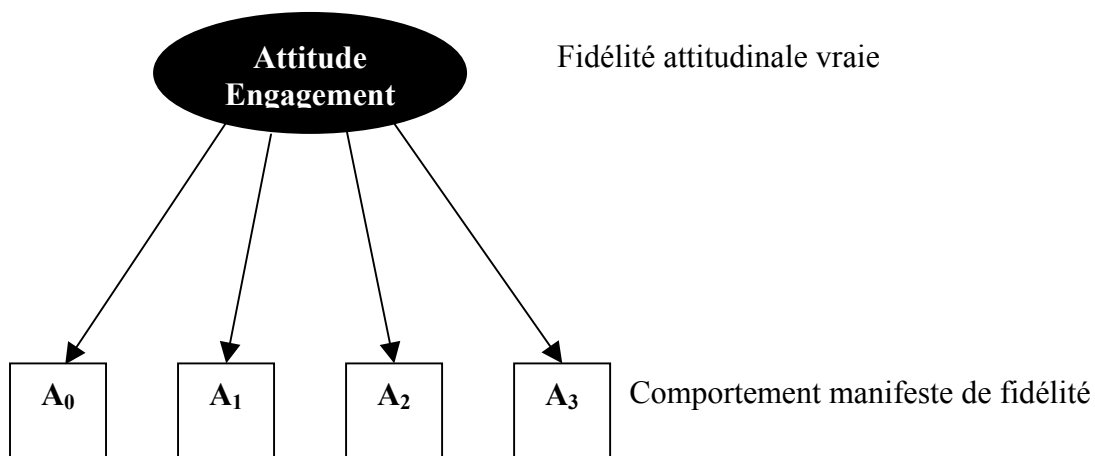 Attitude
Engagement
Fidélité attitudinale vraie
A₀ A₁ A₂ A₃ Comportement manifeste de fidélité